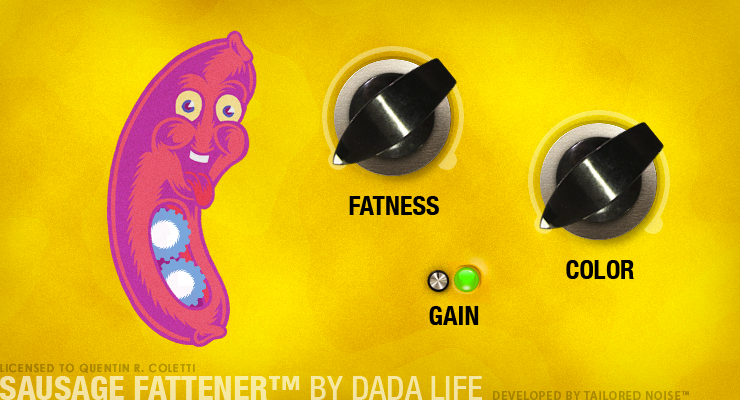 FATNESS
COLOR
GAIN
LICENSED TO QUENTIN R. COLETTI
SAUSAGE FATTENER™ BY DADA LIFE DEVELOPED BY TAILORED NOISE™